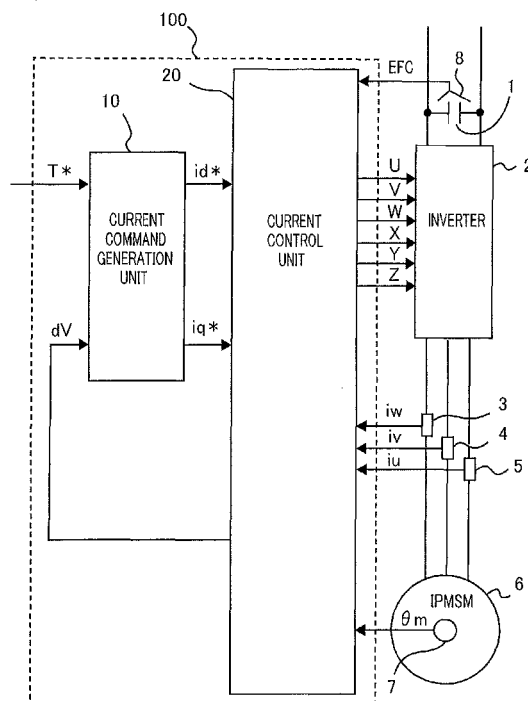 100
20
EFC
8
1
10
T*
id*
U
V
W
X
Y
Z
2
INVERTER
CURRENT
COMMAND
GENERATION
UNIT
CURRENT
CONTROL
UNIT
dV
iq*
iw
3
iv
4
iu
5
IPMSM
6
θm
7